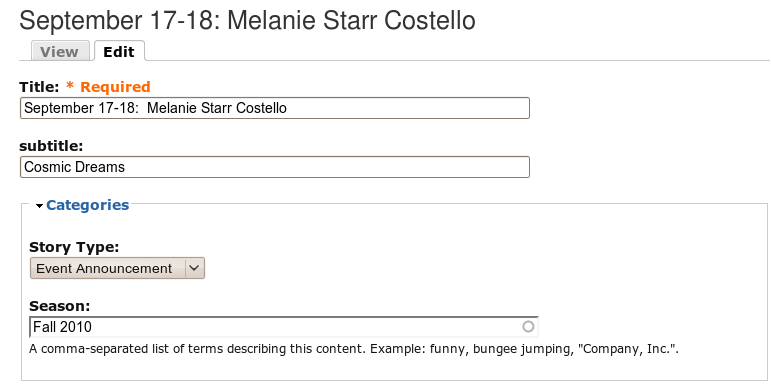 September 17-18: Melanie Starr Costello
View Edit
Title: * Required
September 17-18:  Melanie Starr Costello
subtitle:
Cosmic Dreams
Categories
Story Type:
Event Announcement
Season:
Fall 2010
A comma-separated list of terms describing this content. Example: funny, bungee jumping, "Company, Inc.".